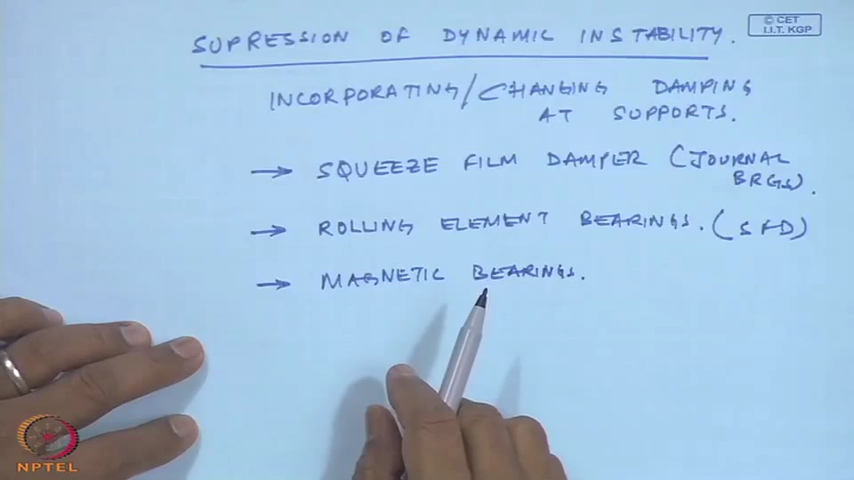 © CET
I.I.T. KGP
SUPRESSION OF DYNAMIC INSTABILITY.
INCORPORATING/CHANGING DAMPING
AT SUPPORTS.
→ SQUEEZE FILM DAMPER (JOURNAL
BRGS).
→ ROLLING ELEMENT BEARINGS. (SFD)
→ MAGNETIC BEARINGS.
NPTEL